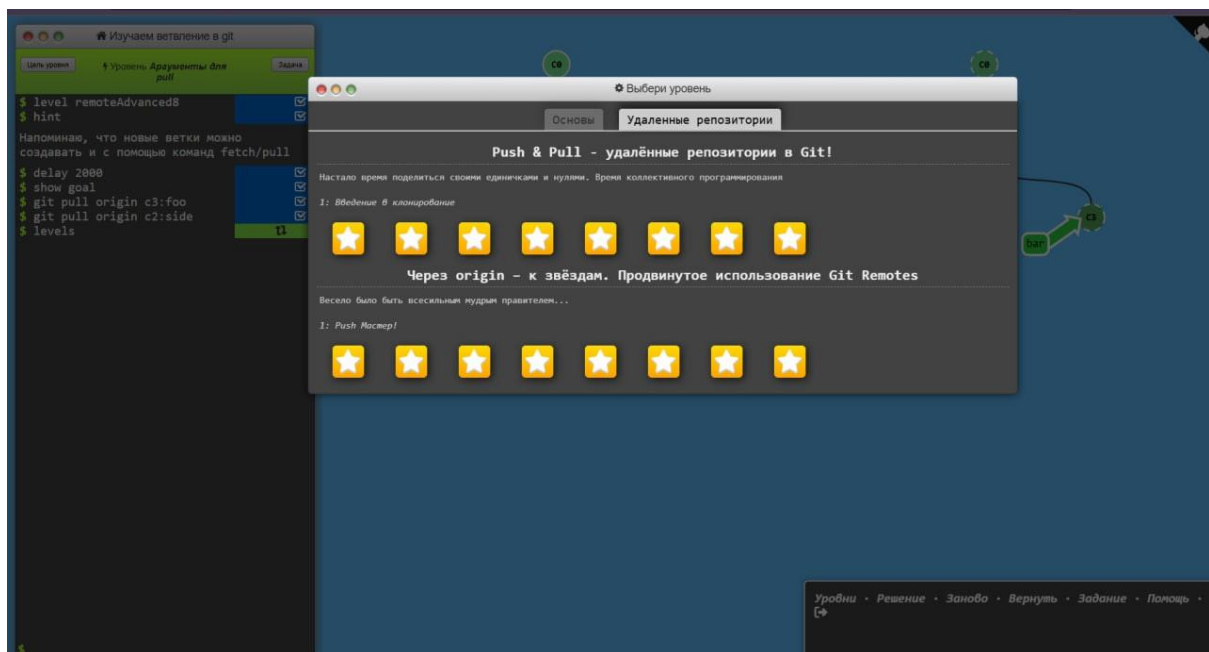 Изучаем ветвление в git
Цель уровня
Уровень Аргументы для pull
Задача
$ level remoteAdvanced8
$ hint
Напоминаю, что новые ветки можно
создавать и с помощью команд fetch/pull
$ delay 2000
$ show goal
$ git pull origin c3:foo
$ git pull origin c2:side
$ levels
$
c0
c0
Выбери уровень
Основы
Удаленные репозитории
Push & Pull - удалённые репозитории в Git!
Настало время поделиться своими единичками и нулями. Время коллективного программирования
1: Введение в клонирование
Через origin – к звёздам. Продвинутое использование Git Remotes
Весело было быть всесильным мудрым правителем...
1: Push Мастер!
bar
c3
Уровни · Решение · Заново · Вернуть · Задание · Помощь ·